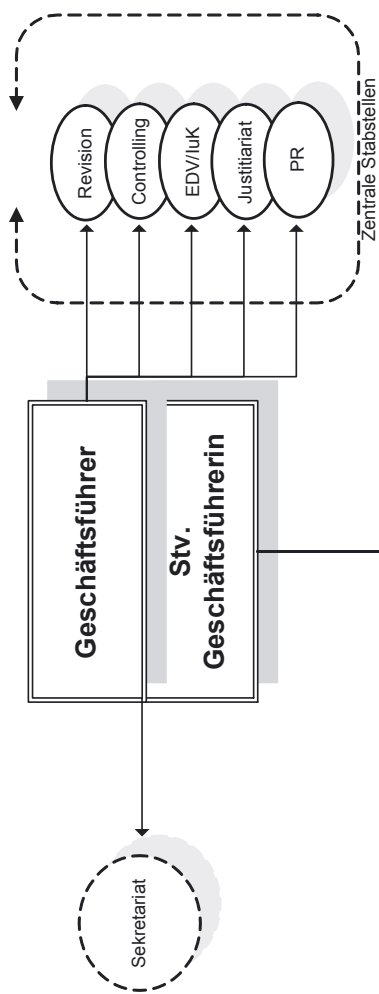 Sekretariat
Geschäftsführer
Stv.
Geschäftsführerin
Revision
Controlling
EDV/IuK
Justitiariat
PR
Zentrale Stabstellen